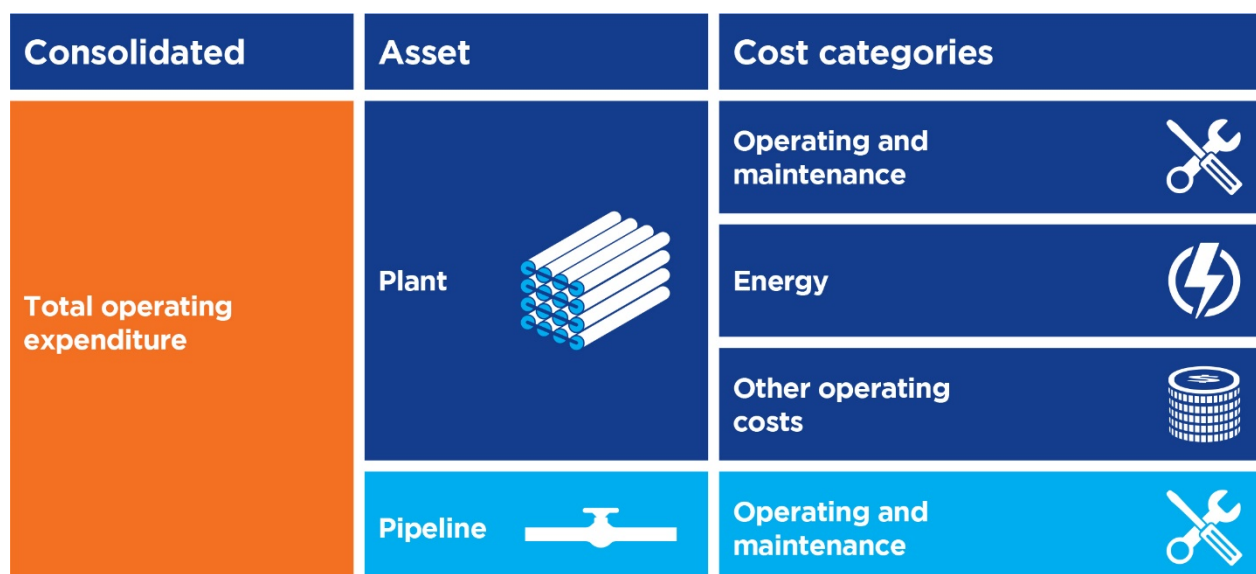 Consolidated
Asset
Cost categories
Total operating
expenditure
Plant
Operating and
maintenance
Energy
Other operating
costs
Pipeline
Operating and
maintenance